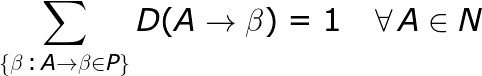 ∑ D(A → β) = 1 ∀ A ∈ N
{β : A→β∈P}